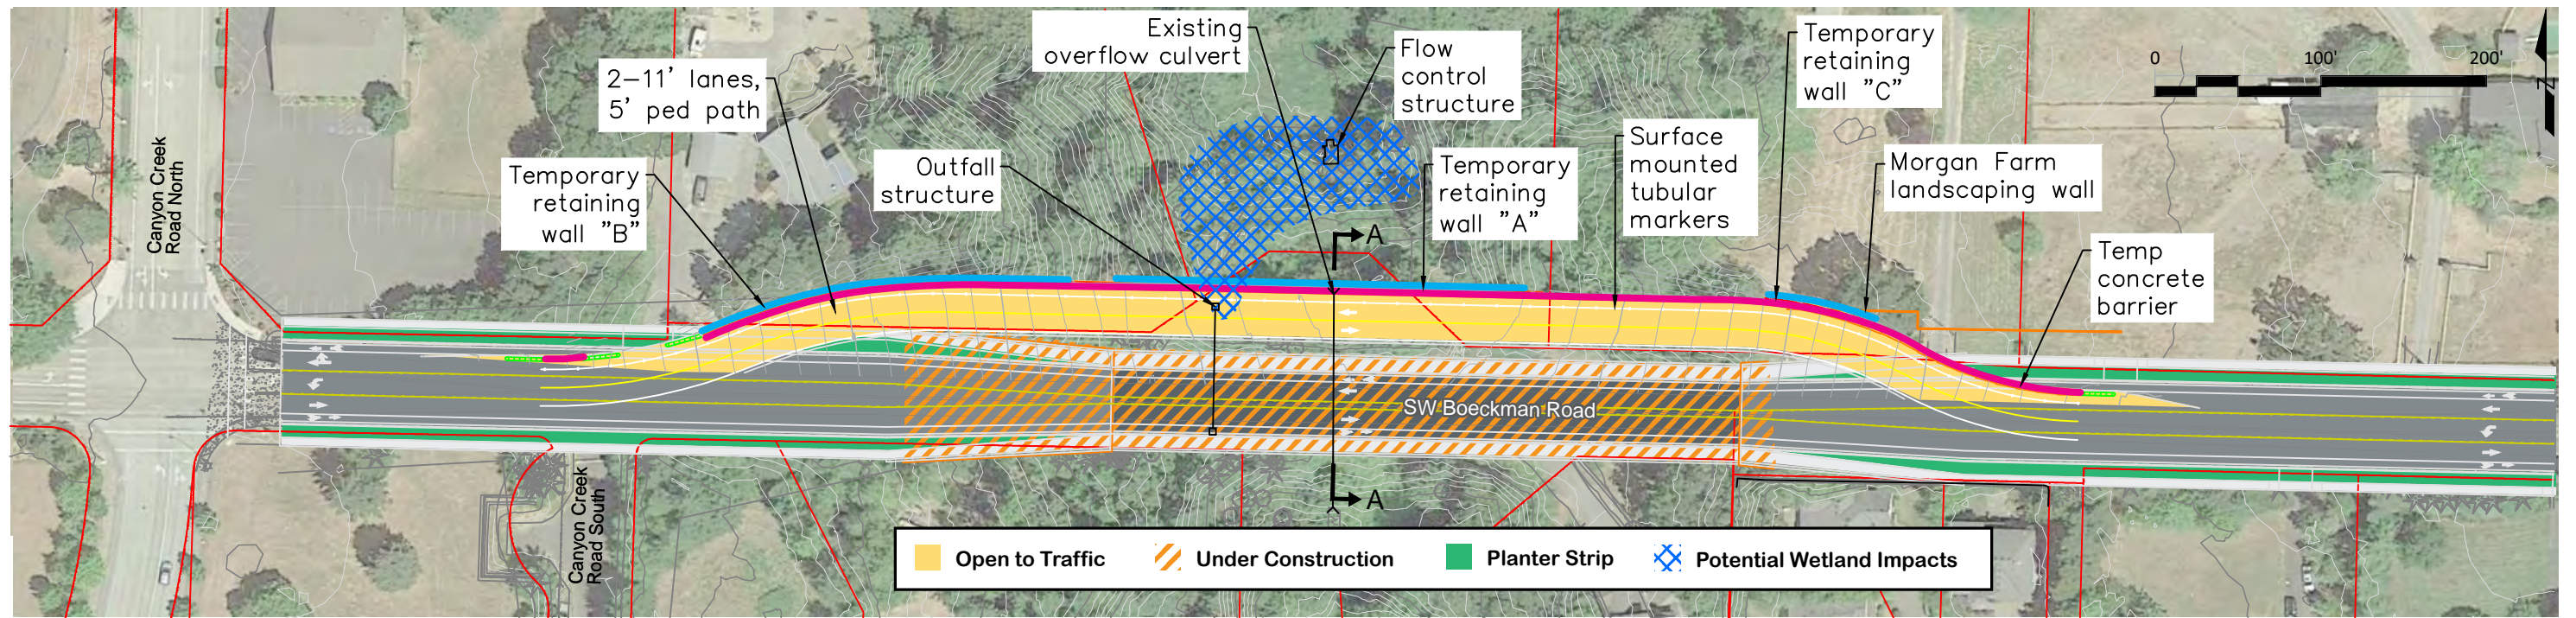 Existing
overflow culvert
Flow
control
structure
Temporary
retaining
wall "C"
0
100'
200'
N
2-11' lanes,
5' ped path
Canyon Creek
Road North
Temporary
retaining
wall "B"
Outfall
structure
Temporary
retaining
wall "A"
Surface
mounted
tubular
markers
Morgan Farm
landscaping wall
A
Temp
concrete
barrier
SW Boeckman Road
A
Canyon Creek
Road South
Open to Traffic
Under Construction
Planter Strip
Potential Wetland Impacts